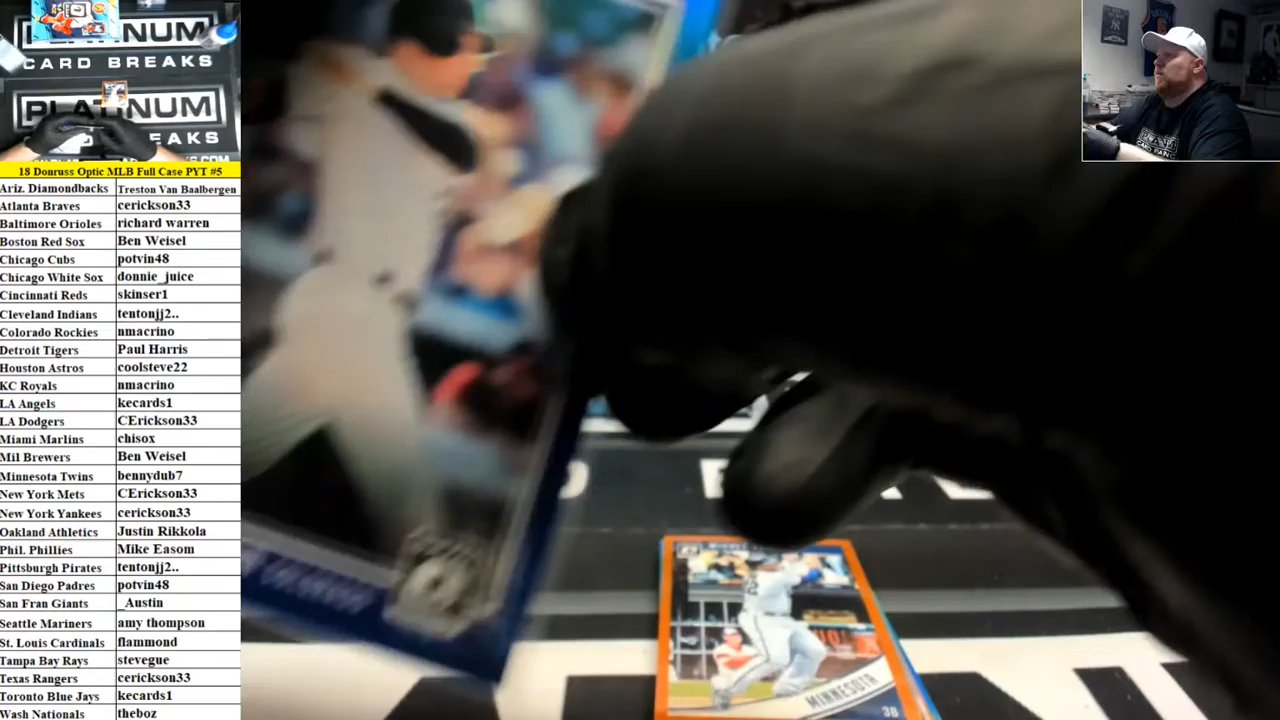 PLATINUM
CARD BREAKS
PLATINUM
18 Donruss Optic MLB Full Case PYT #5
Ariz. Diamondbacks Treston Van Baalbergen
Atlanta Braves cerickson33
Baltimore Orioles richard warren
Boston Red Sox Ben Weisel
Chicago Cubs potvin48
Chicago White Sox donnie_juice
Cincinnati Reds skinser1
Cleveland Indians tentonjj2..
Colorado Rockies nmacrino
Detroit Tigers Paul Harris
Houston Astros coolsteve22
KC Royals nmacrino
LA Angels kecards1
LA Dodgers CErickson33
Miami Marlins chisox
Mil Brewers Ben Weisel
Minnesota Twins bennydub7
New York Mets CErickson33
New York Yankees cerickson33
Oakland Athletics Justin Rikkola
Phil. Phillies Mike Easom
Pittsburgh Pirates tentonjj2..
San Diego Padres potvin48
San Fran Giants _Austin
Seattle Mariners amy thompson
St. Louis Cardinals flammond
Tampa Bay Rays stevegue
Texas Rangers cerickson33
Toronto Blue Jays kecards1
Wash Nationals theboz
MINNESOTA